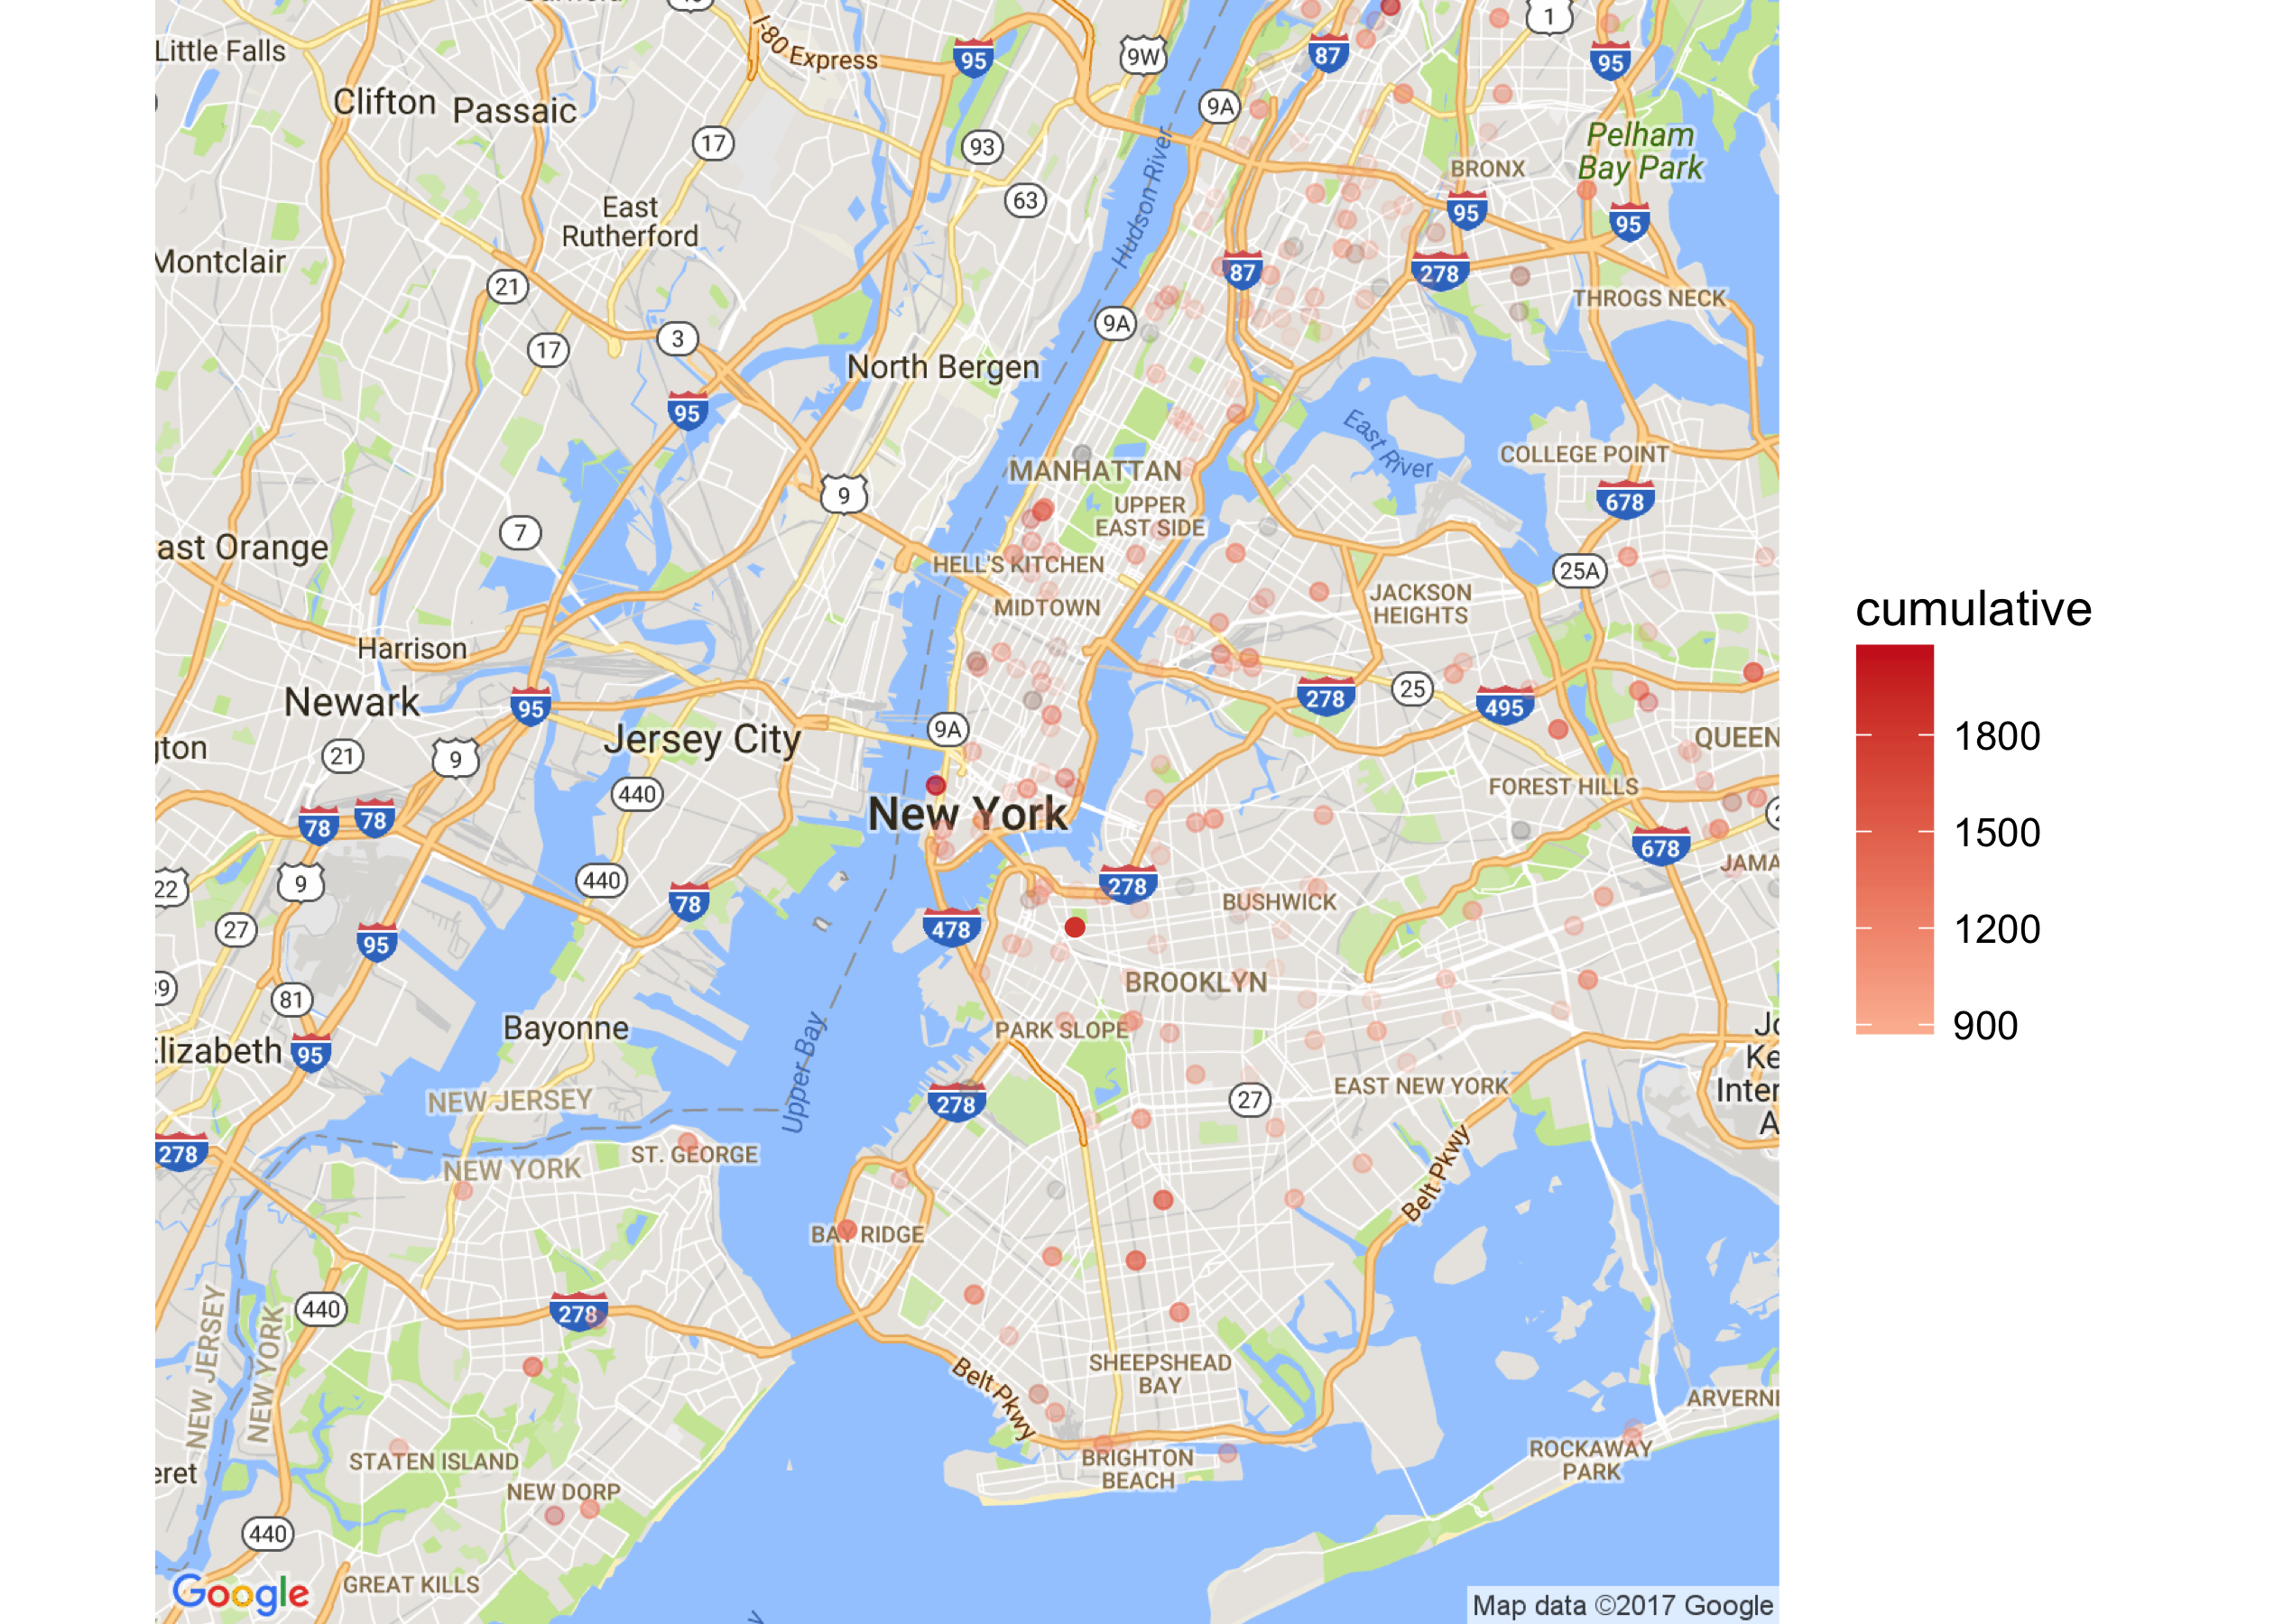 I-80 Express
95
9W
87
1
95
Little Falls
Clifton
Passaic
9A
17
93
Pelham
Bay Park
BRONX
Hudson River
63
East
Rutherford
95
95
Montclair
87
278
21
THROGS NECK
9A
3
17
North Bergen
95
East River
COLLEGE POINT
MANHATTAN
9
678
UPPER
EAST SIDE
7
ast Orange
HELL'S KITCHEN
25A
JACKSON
HEIGHTS
MIDTOWN
cumulative
Harrison
Newark
95
278
25
495
Jersey City
9A
QUEEN
1800
21
9
440
FOREST HILLS
New York
78
78
1500
678
JAMA
22
9
440
78
278
BUSHWICK
27
95
478
1200
BROOKLYN
81
Bayonne
PARK SLOPE
900
Elizabeth
95
Upper Bay
EAST NEW YORK
Inter
NEW JERSEY
278
27
278
ST. GEORGE
NEW YORK
Belt Pkwy
BAY RIDGE
440
278
NEW JERSEY
NEW YORK
SHEEPSHEAD
BAY
Belt Pkwy
ARVERNE
STATEN ISLAND
BRIGHTON
BEACH
ROCKAWAY
PARK
eret
NEW DORP
440
GREAT KILLS
Google
Map data ©2017 Google